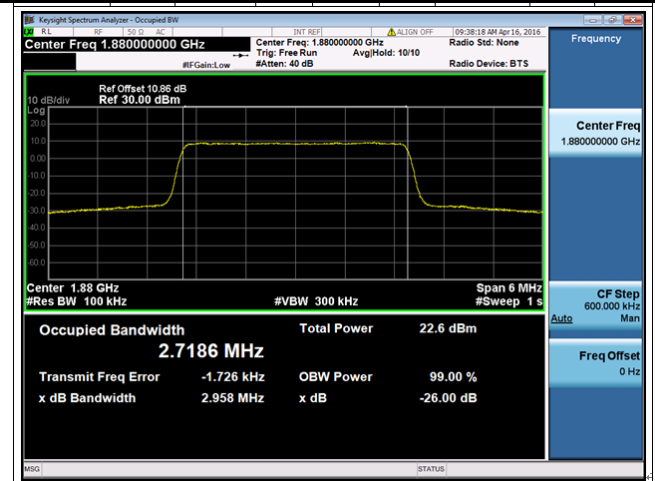 Keysight Spectrum Analyzer - Occupied BW
RL RF 50 Ω AC INT REF ALIGN OFF 09:38:18 AM Apr 16, 2016
Center Freq 1.880000000 GHz
Center Freq: 1.880000000 GHz
Radio Std: None
Trig: Free Run Avg|Hold: 10/10
#IFGain:Low
#Atten: 40 dB
Radio Device: BTS
Frequency
Ref Offset 10.86 dB
10 dB/div Ref 30.00 dBm
Log
20.0
10.0
0.00
-10.0
-20.0
-30.0
-40.0
-50.0
-60.0
Center 1.88 GHz
Span 6 MHz
#Res BW 100 kHz
#VBW 300 kHz
#Sweep 1 s
Occupied Bandwidth
2.7186 MHz
Total Power 22.6 dBm
Transmit Freq Error -1.726 kHz
OBW Power 99.00 %
x dB Bandwidth 2.958 MHz
x dB -26.00 dB
Center Freq
1.880000000 GHz
CF Step
600.000 kHz
Auto Man
Freq Offset
0 Hz
MSG
STATUS